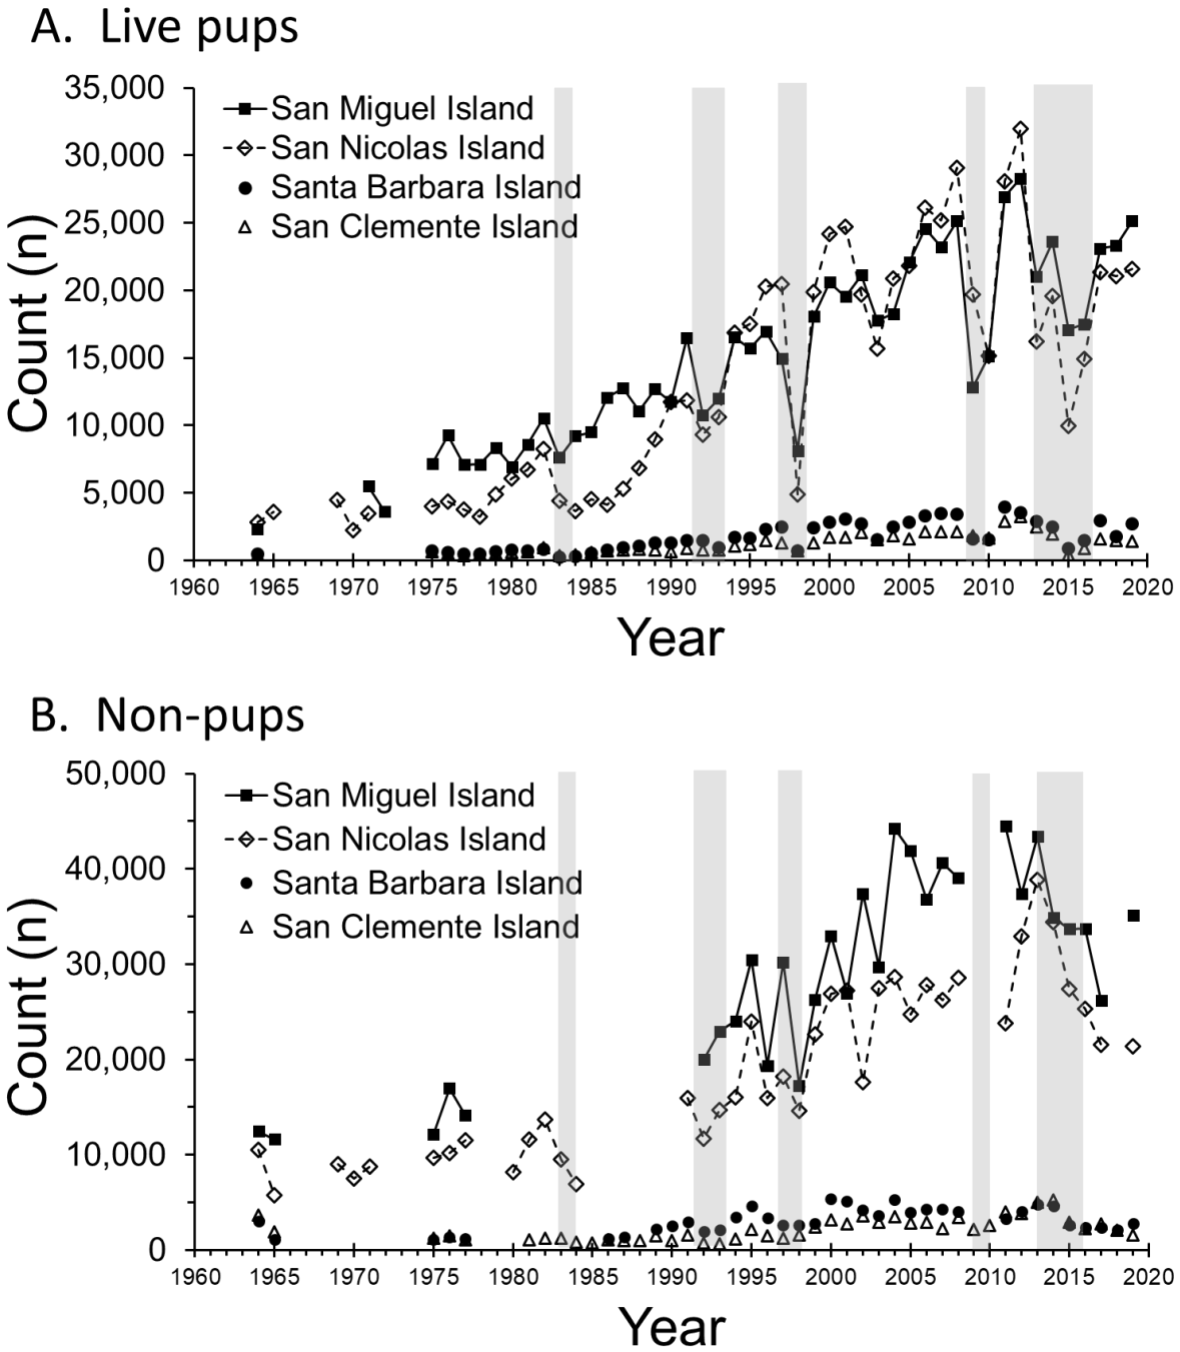 A. Live pups
35,000
30,000
25,000
20,000
15,000
10,000
5,000
0
Count (n)
San Miguel Island
San Nicolas Island
Santa Barbara Island
San Clemente Island
1960 1965 1970 1975 1980 1985 1990 1995 2000 2005 2010 2015 2020
Year
B. Non-pups
50,000
40,000
30,000
20,000
10,000
0
Count (n)
San Miguel Island
San Nicolas Island
Santa Barbara Island
San Clemente Island
1960 1965 1970 1975 1980 1985 1990 1995 2000 2005 2010 2015 2020
Year